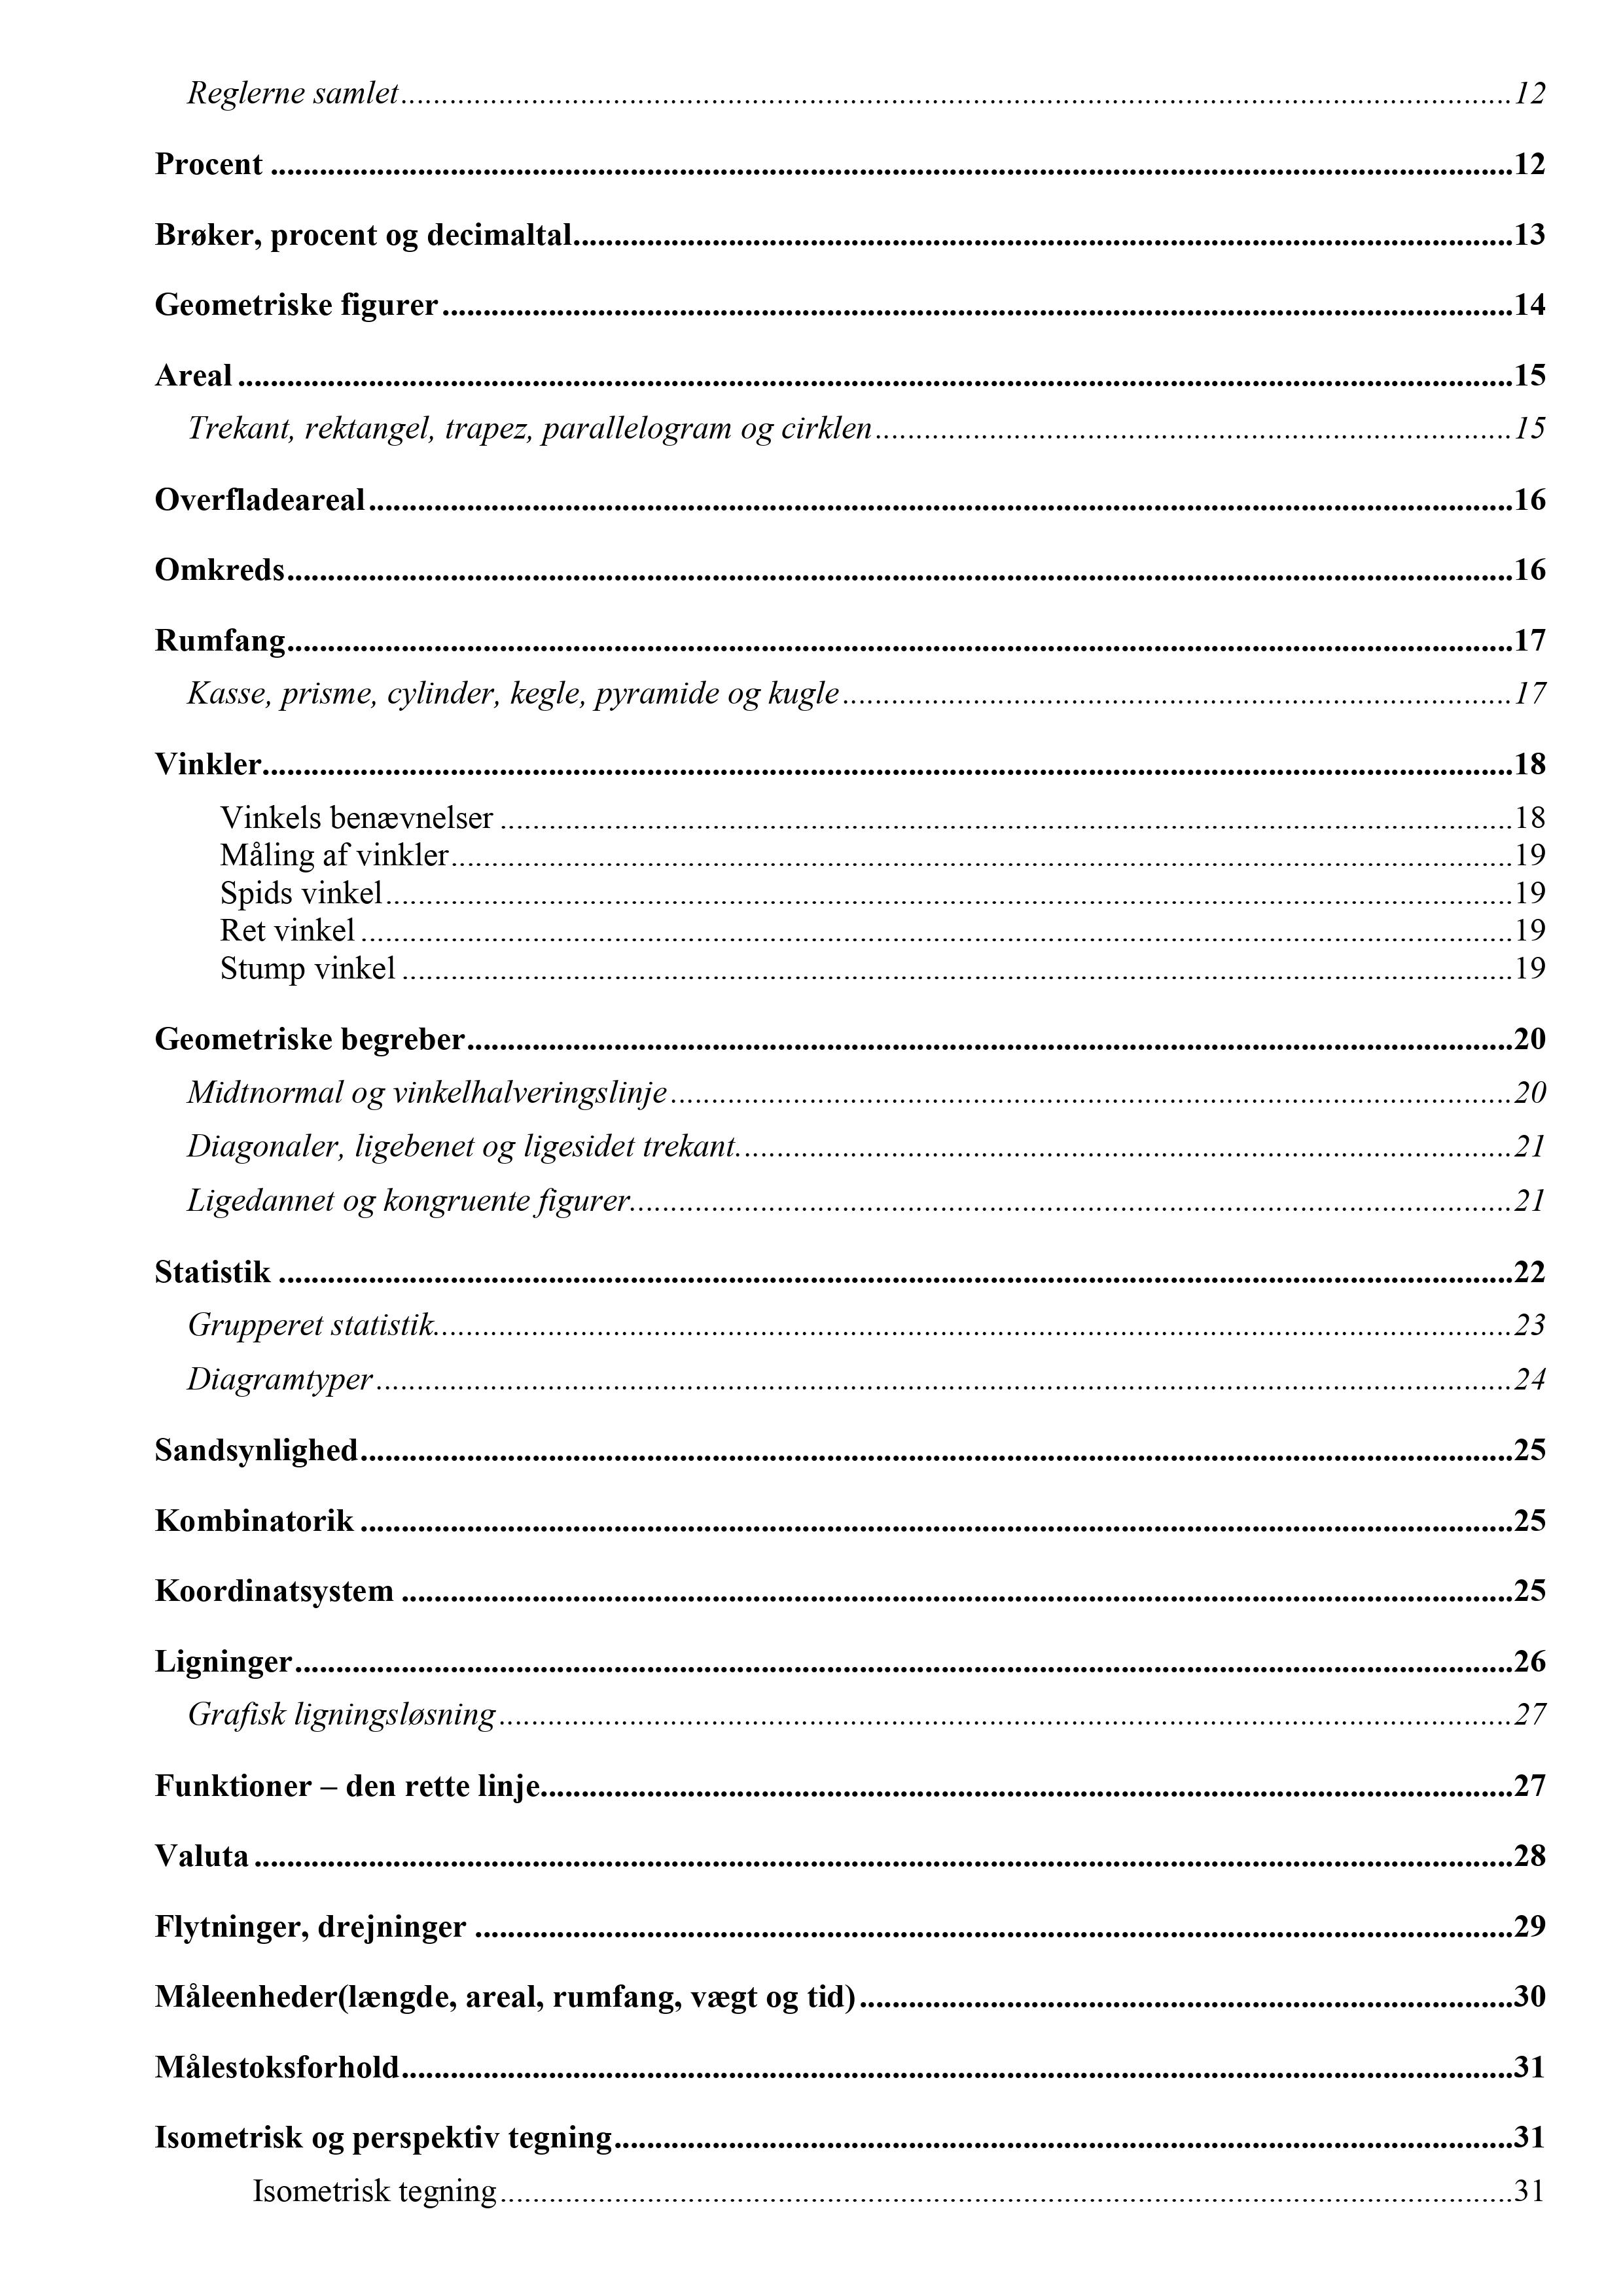 Reglerne samlet....................12
Procent ....................12
Brøker, procent og decimaltal....................13
Geometriske figurer ....................14
Areal ....................15
Trekant, rektangel, trapez, parallelogram og cirklen ....................15
Overfladeareal ....................16
Omkreds....................16
Rumfang....................17
Kasse, prisme, cylinder, kegle, pyramide og kugle ....................17
Vinkler....................18
Vinkels benævnelser ....................18
Måling af vinkler....................19
Spids vinkel....................19
Ret vinkel ....................19
Stump vinkel ....................19
Geometriske begreber....................20
Midtnormal og vinkelhalveringslinje ....................20
Diagonaler, ligebenet og ligesidet trekant....................21
Ligedannet og kongruente figurer....................21
Statistik ....................22
Grupperet statistik....................23
Diagramtyper ....................24
Sandsynlighed....................25
Kombinatorik ....................25
Koordinatsystem ....................25
Ligninger....................26
Grafisk ligningsløsning ....................27
Funktioner – den rette linje....................27
Valuta ....................28
Flytninger, drejninger ....................29
Måleenheder(længde, areal, rumfang, vægt og tid) ....................30
Målestoksforhold....................31
Isometrisk og perspektiv tegning....................31
Isometrisk tegning ....................31